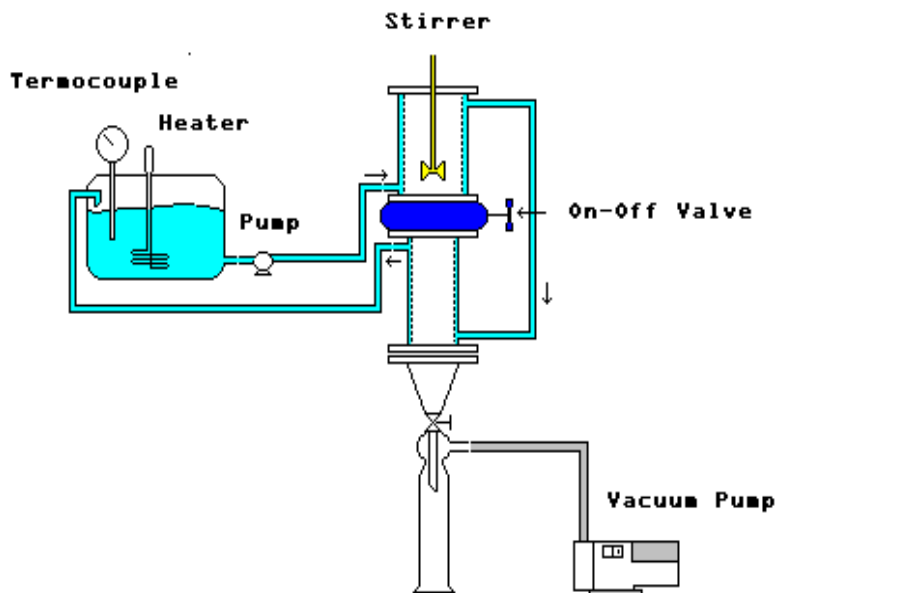 Stirrer
Termocouple
Heater
On-Off Valve
Pump
Vacuum Pump